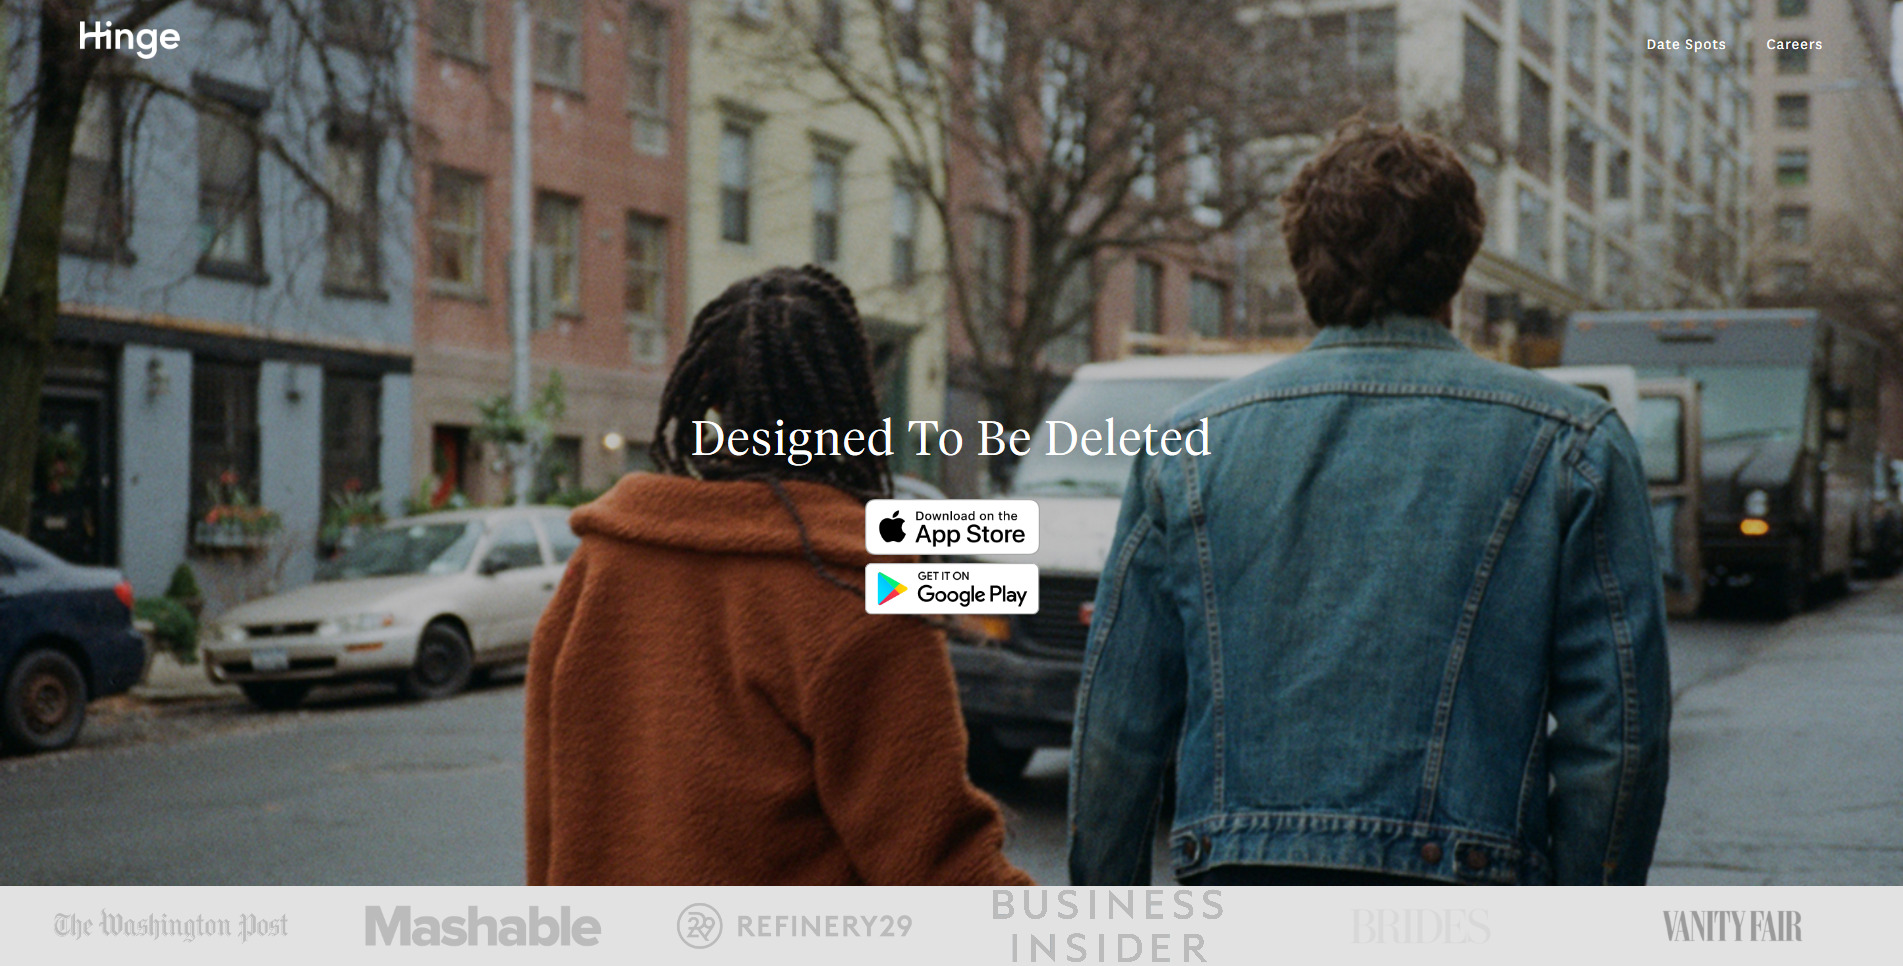 Hinge
Date Spots
Careers
Designed To Be Deleted
Download on the
App Store
GET IT ON
Google Play
The Washington Post
Mashable
R29 REFINERY29
BUSINESS
INSIDER
BRIDES
VANITY FAIR